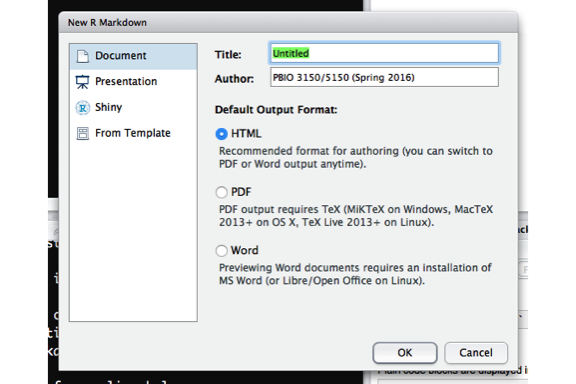 New R Markdown
Document
Presentation
Shiny
From Template
Title: Untitled
Author: PBIO 3150/5150 (Spring 2016)
Default Output Format:
HTML
Recommended format for authoring (you can switch to
PDF or Word output anytime).
PDF
PDF output requires TeX (MiKTeX on Windows, MacTeX
2013+ on OS X, TeX Live 2013+ on Linux).
Word
Previewing Word documents requires an installation of
MS Word (or Libre/Open Office on Linux).
OK Cancel
Plain code blocks are displayed in